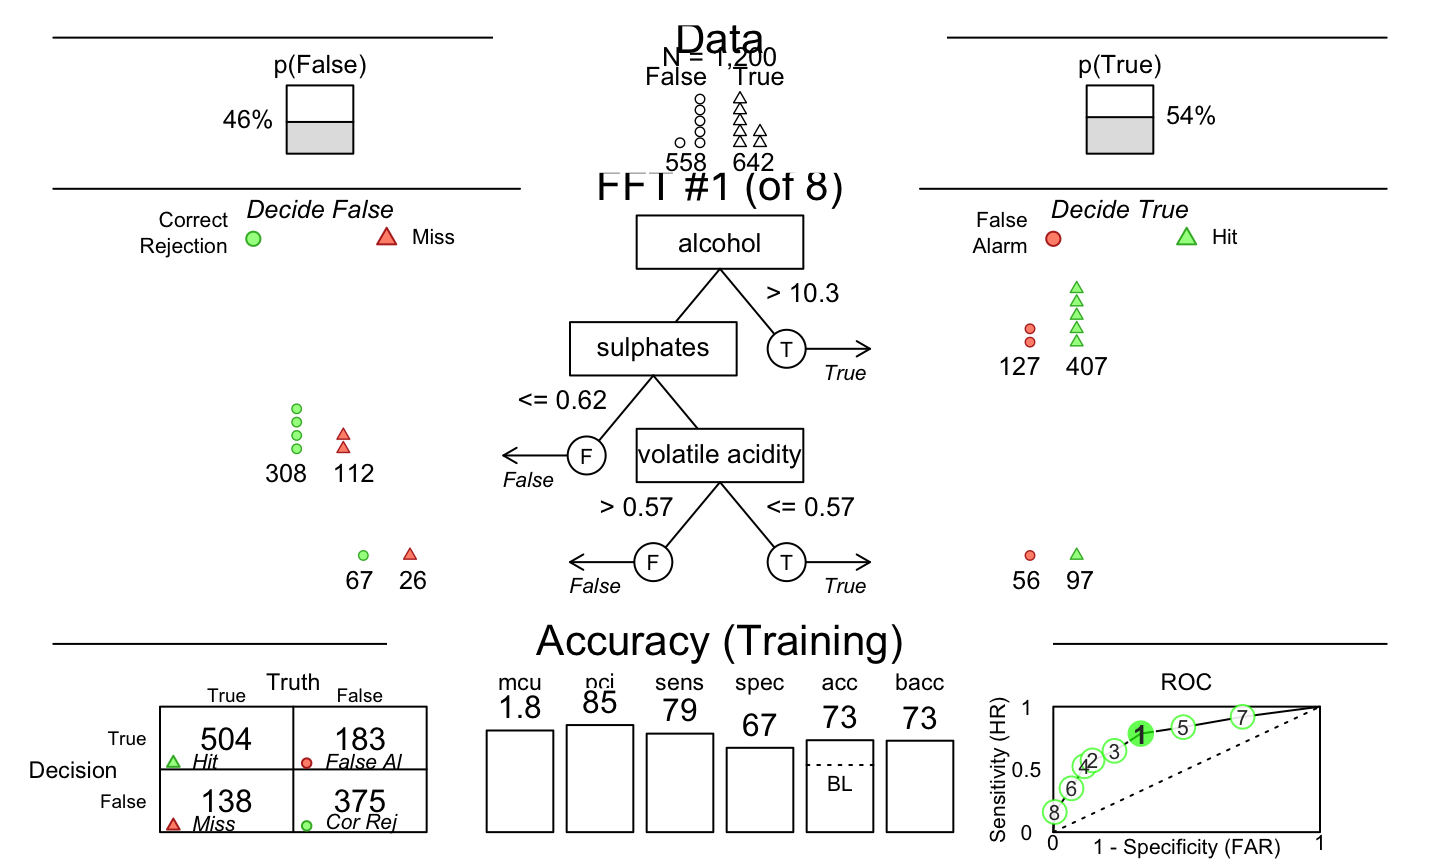 Data
N = 1,200
p(False)
False True
p(True)
46%
54%
558 642
FFT #1 (of 8)
Decide False
Decide True
Correct
Rejection
Miss
False
Alarm
Hit
alcohol
> 10.3
sulphates
T
True
127 407
<= 0.62
volatile acidity
F
False
308 112
> 0.57
<= 0.57
F
False
T
True
67 26
56 97
Accuracy (Training)
Truth
True False
Decision
True
504
Hit
183
False Al
False
138
Miss
375
Cor Rej
mcu
1.8
pci
85
sens
79
spec
67
acc
73
BL
bacc
73
ROC
Sensitivity (HR)
1
0.5
0
1
2
3
4
5
6
7
8
0
1 - Specificity (FAR)
1